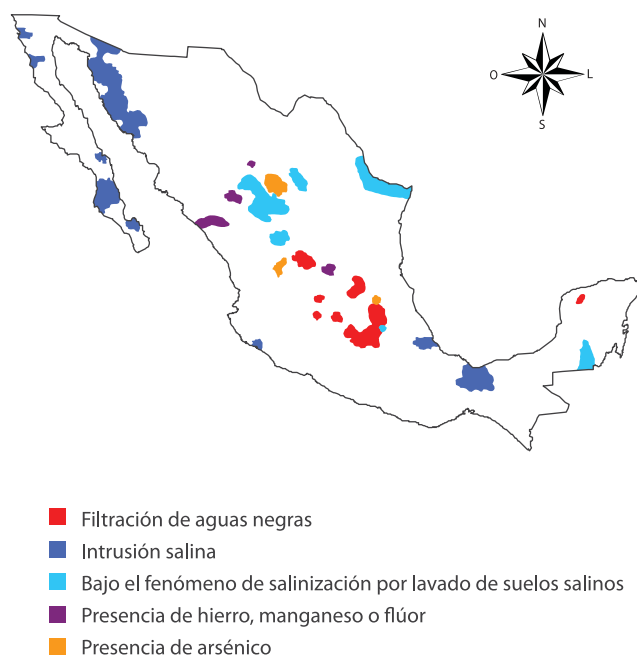 N
O
L
S
Filtración de aguas negras
Intrusión salina
Bajo el fenómeno de salinización por lavado de suelos salinos
Presencia de hierro, manganeso o flúor
Presencia de arsénico